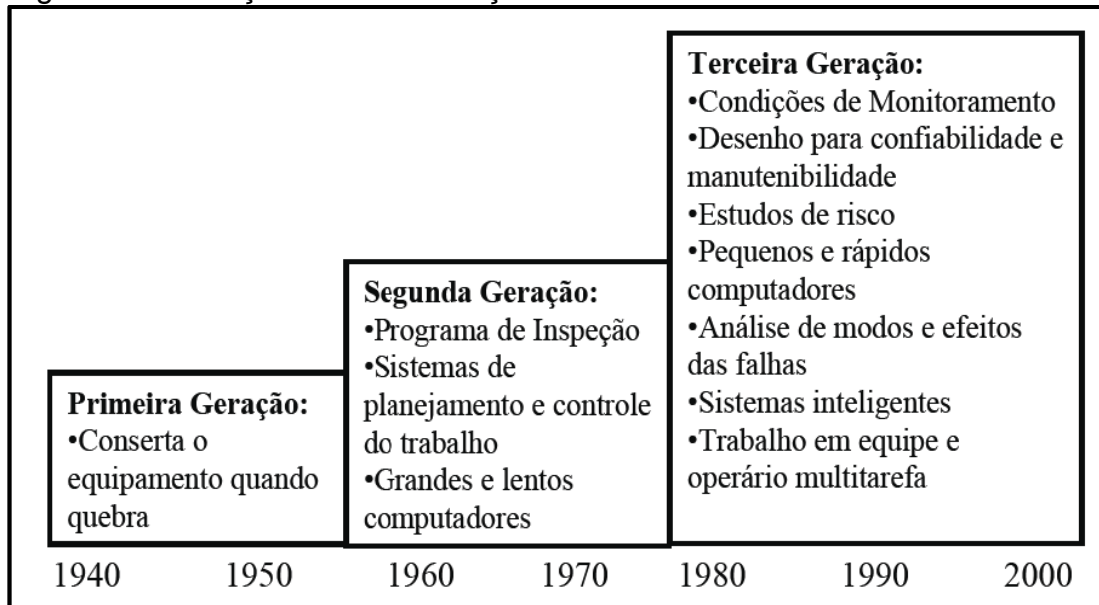 Primeira Geração:
•Conserta o
equipamento quando
quebra
Segunda Geração:
•Programa de Inspeção
•Sistemas de
planejamento e controle
do trabalho
•Grandes e lentos
computadores
Terceira Geração:
•Condições de Monitoramento
•Desenho para confiabilidade e
manutenibilidade
•Estudos de risco
•Pequenos e rápidos
computadores
•Análise de modos e efeitos
das falhas
•Sistemas inteligentes
•Trabalho em equipe e
operário multitarefa
1940 1950 1960 1970 1980 1990 2000